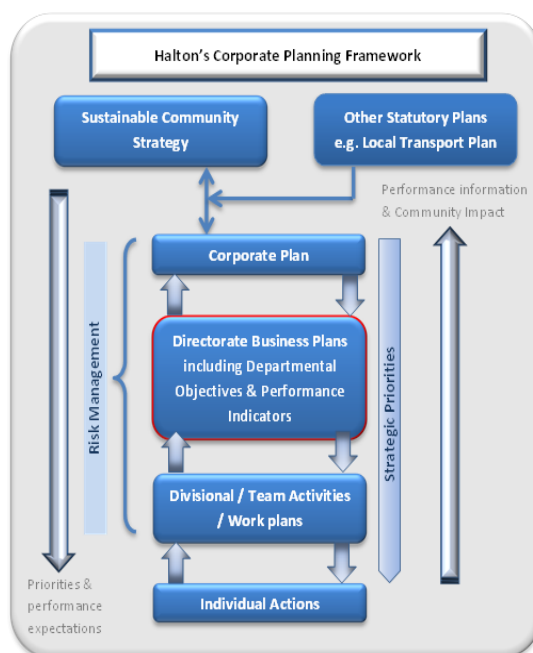 Halton's Corporate Planning Framework
Sustainable Community
Strategy
Other Statutory Plans
e.g. Local Transport Plan
Performance information
& Community Impact
Corporate Plan
Directorate Business Plans
including Departmental
Objectives & Performance
Indicators
Risk Management
Strategic Priorities
Divisional / Team Activities
/ Work plans
Priorities &
performance
expectations
Individual Actions